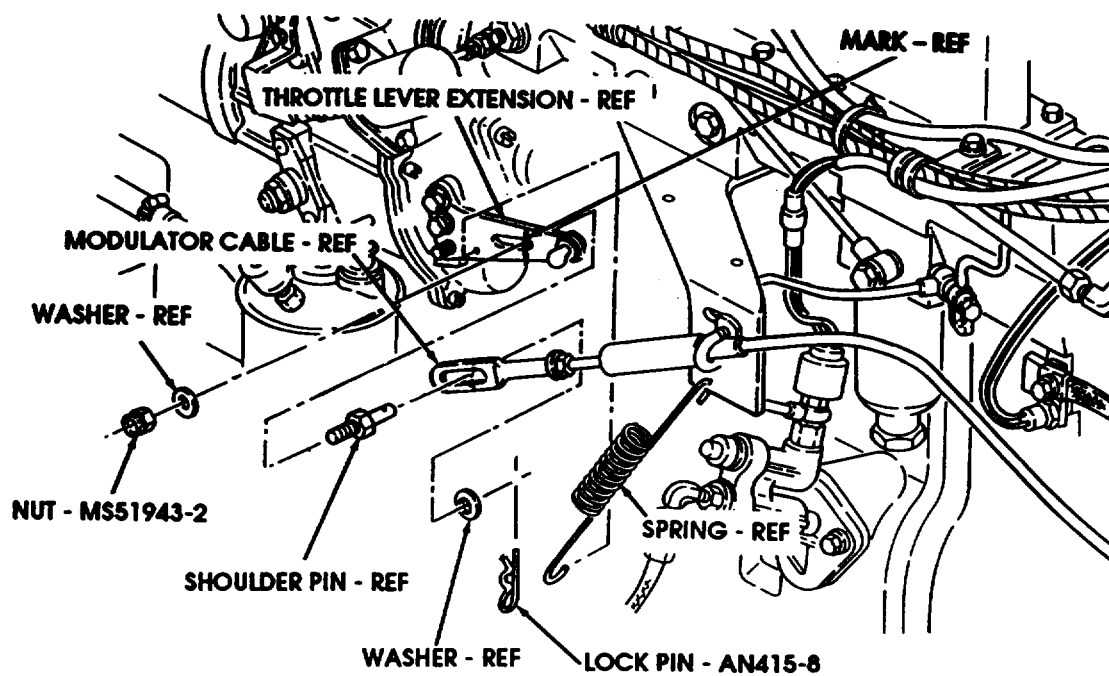 MARK – REF
THROTTLE LEVER EXTENSION - REF
MODULATOR CABLE - REF
WASHER - REF
NUT - MS51943-2
SPRING - REF
SHOULDER PIN - REF
WASHER - REF
LOCK PIN - AN415-8